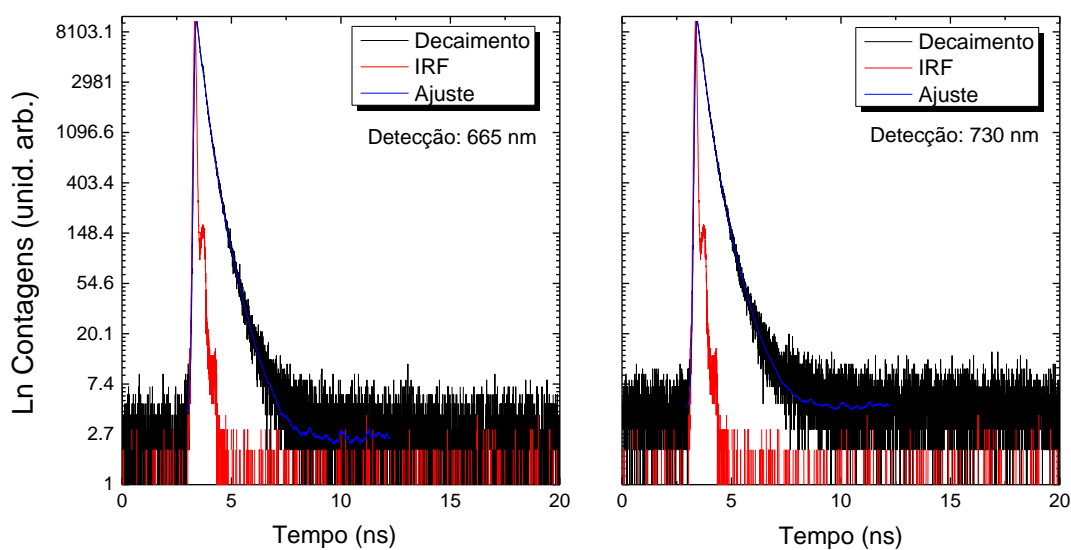 Ln Contagens (unid. arb.)
8103.1
2981
1096.6
403.4
148.4
54.6
20.1
7.4
2.7
1
Decaimento
IRF
Ajuste
Detecção: 665 nm
0 5 10 15 20
Tempo (ns)
Decaimento
IRF
Ajuste
Detecção: 730 nm
0 5 10 15 20
Tempo (ns)